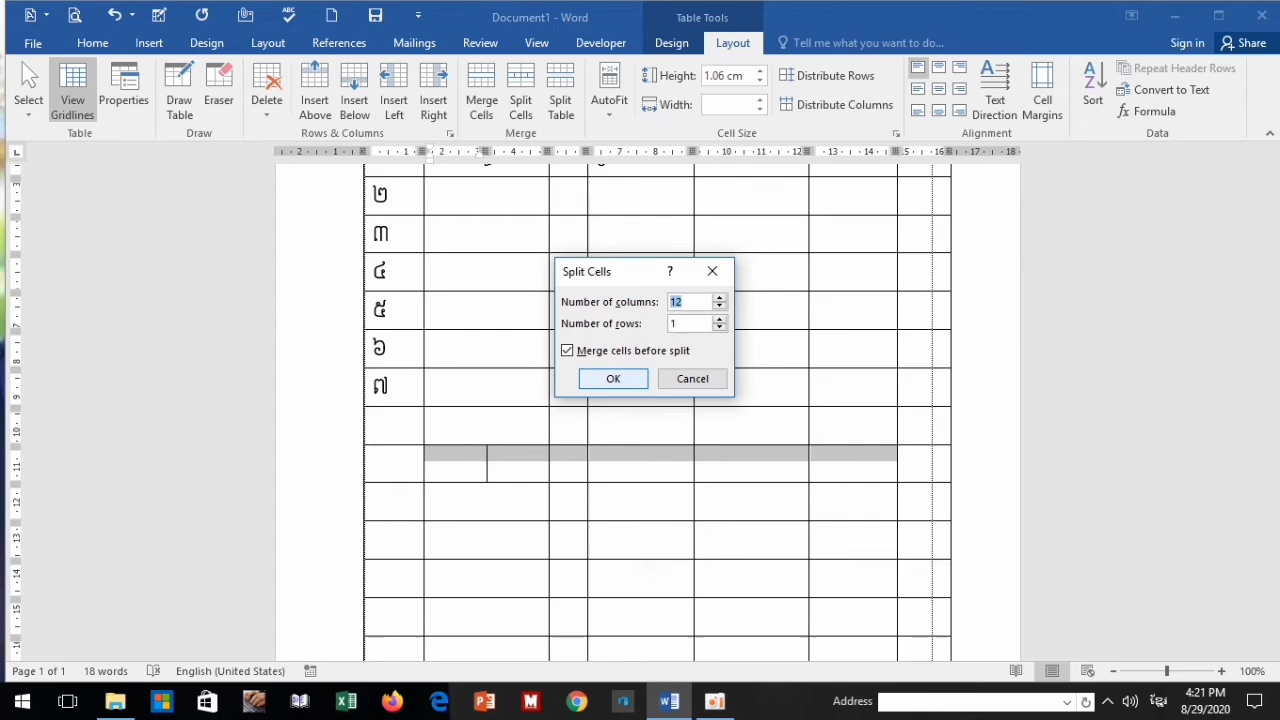 Document1 - Word
Table Tools
File
Home
Insert
Design
Layout
References
Mailings
Review
View
Developer
Design
Layout
Tell me what you want to do...
Sign in
Share
Select
View Gridlines
Properties
Table
Draw Table
Eraser
Draw
Delete
Insert Above
Insert Below
Insert Left
Insert Right
Rows & Columns
Merge Cells
Split Cells
Split Table
Merge
AutoFit
Height: 1.06 cm
Width:
Distribute Rows
Distribute Columns
Cell Size
Text Direction
Cell Margins
Alignment
Sort
Repeat Header Rows
Convert to Text
Formula
Data
២
៣
៤
៥
៦
៧
Split Cells
?
Number of columns: 12
Number of rows: 1
Merge cells before split
OK
Cancel
Page 1 of 1
18 words
English (United States)
100%
Address
4:21 PM
8/29/2020